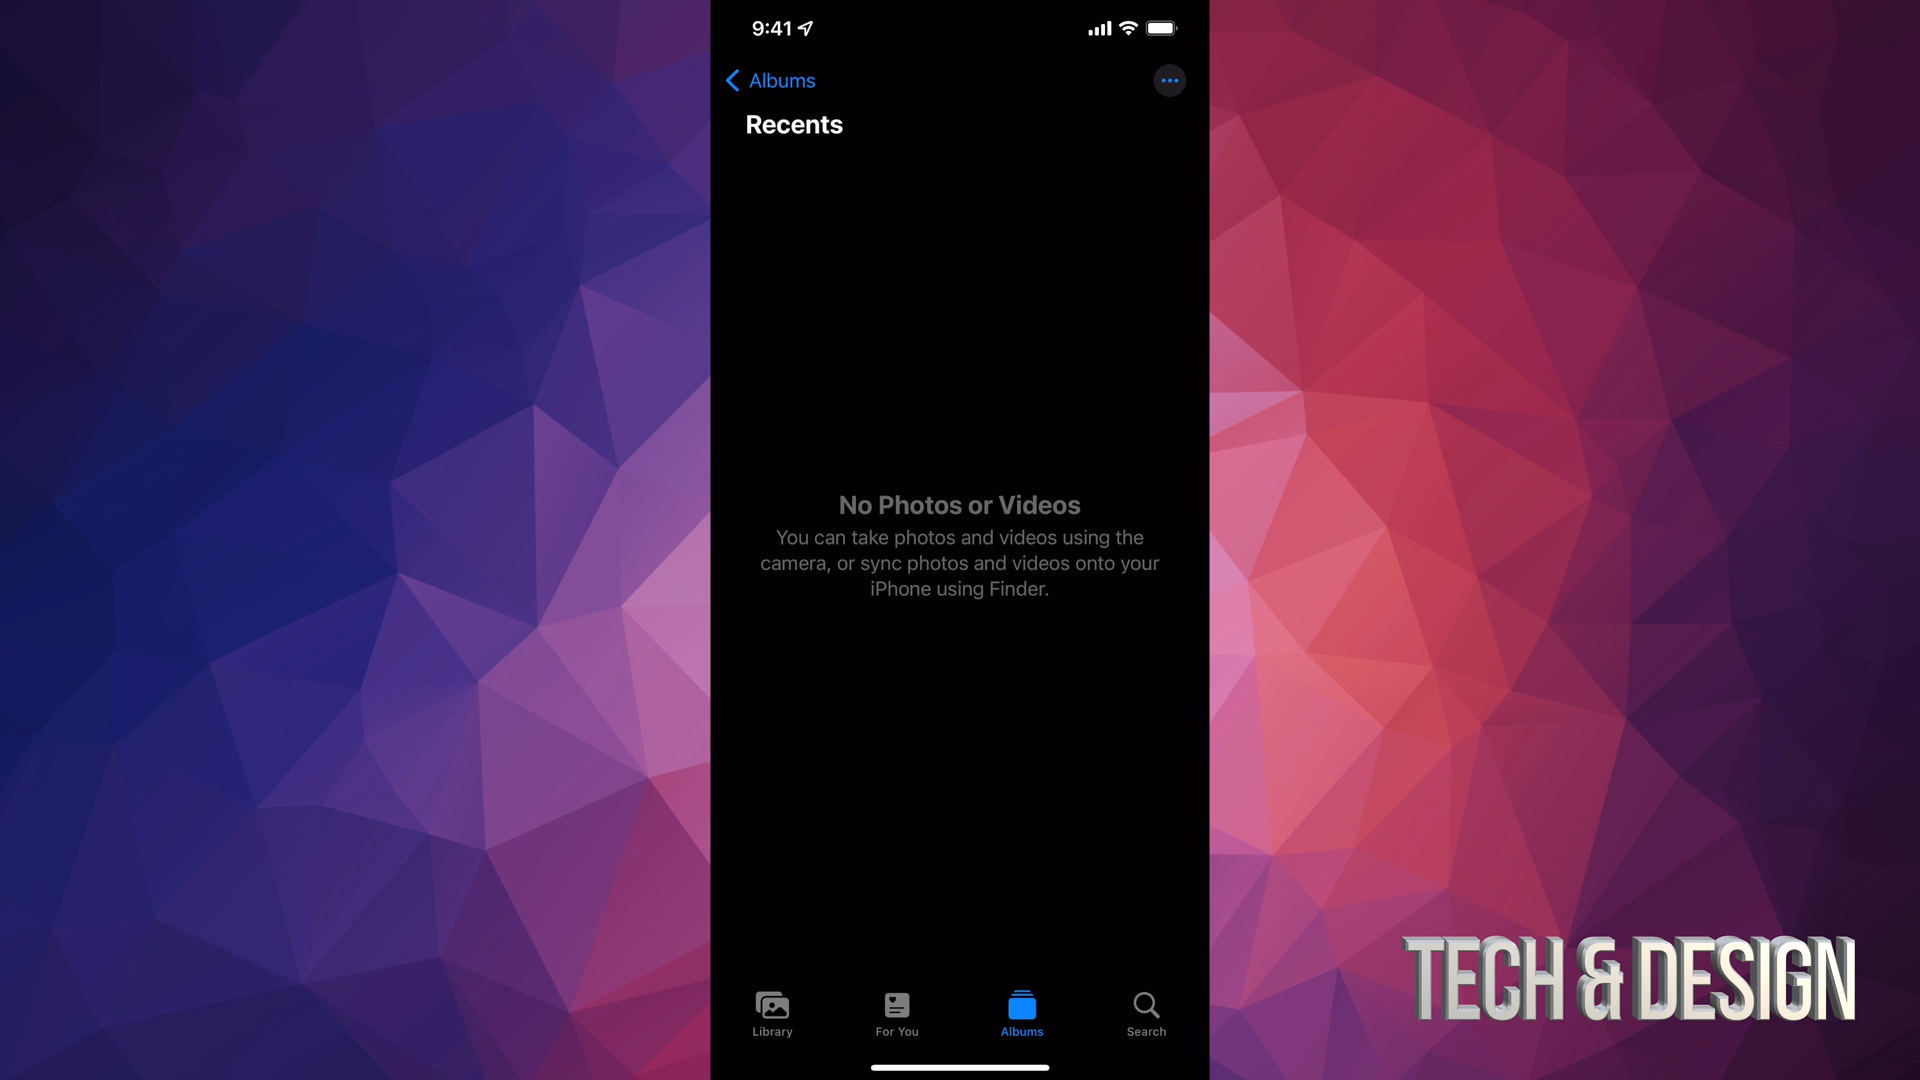 9:41
Albums
Recents
No Photos or Videos
You can take photos and videos using the
camera, or sync photos and videos onto your
iPhone using Finder.
Library
For You
Albums
Search
TECH & DESIGN